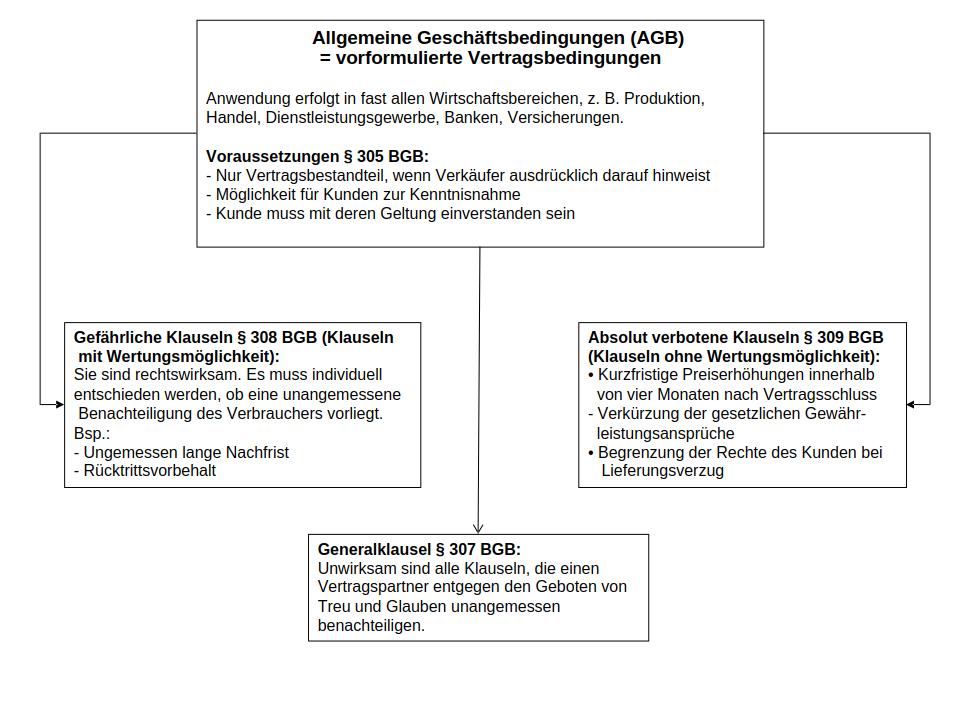 Allgemeine Geschäftsbedingungen (AGB)
= vorformulierte Vertragsbedingungen
Anwendung erfolgt in fast allen Wirtschaftsbereichen, z. B. Produktion,
Handel, Dienstleistungsgewerbe, Banken, Versicherungen.
Voraussetzungen § 305 BGB:
- Nur Vertragsbestandteil, wenn Verkäufer ausdrücklich darauf hinweist
- Möglichkeit für Kunden zur Kenntnisnahme
- Kunde muss mit deren Geltung einverstanden sein
Gefährliche Klauseln § 308 BGB (Klauseln
mit Wertungsmöglichkeit):
Sie sind rechtswirksam. Es muss individuell
entschieden werden, ob eine unangemessene
Benachteiligung des Verbrauchers vorliegt.
Bsp.:
- Ungemessen lange Nachfrist
- Rücktrittsvorbehalt
Absolut verbotene Klauseln § 309 BGB
(Klauseln ohne Wertungsmöglichkeit):
• Kurzfristige Preiserhöhungen innerhalb
von vier Monaten nach Vertragsschluss
- Verkürzung der gesetzlichen Gewähr-
leistungsansprüche
• Begrenzung der Rechte des Kunden bei
Lieferungsverzug
Generalklausel § 307 BGB:
Unwirksam sind alle Klauseln, die einen
Vertragspartner entgegen den Geboten von
Treu und Glauben unangemessen
benachteiligen.